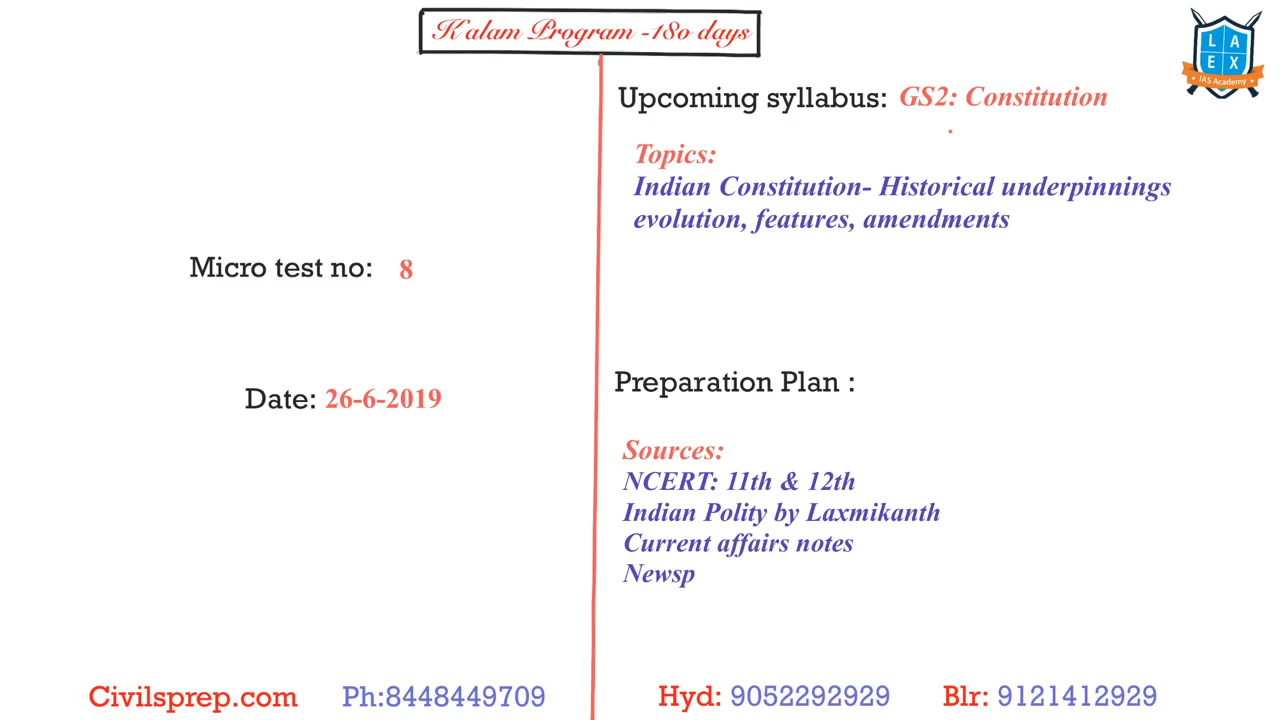 Kalam Program -180 days
L A
E X
IAS Academy
Upcoming syllabus: GS2: Constitution
Topics:
Indian Constitution- Historical underpinnings
evolution, features, amendments
Micro test no: 8
Date: 26-6-2019
Preparation Plan :
Sources:
NCERT: 11th & 12th
Indian Polity by Laxmikanth
Current affairs notes
Newsp
Civilsprep.com Ph:8448449709 Hyd: 9052292929 Blr: 9121412929